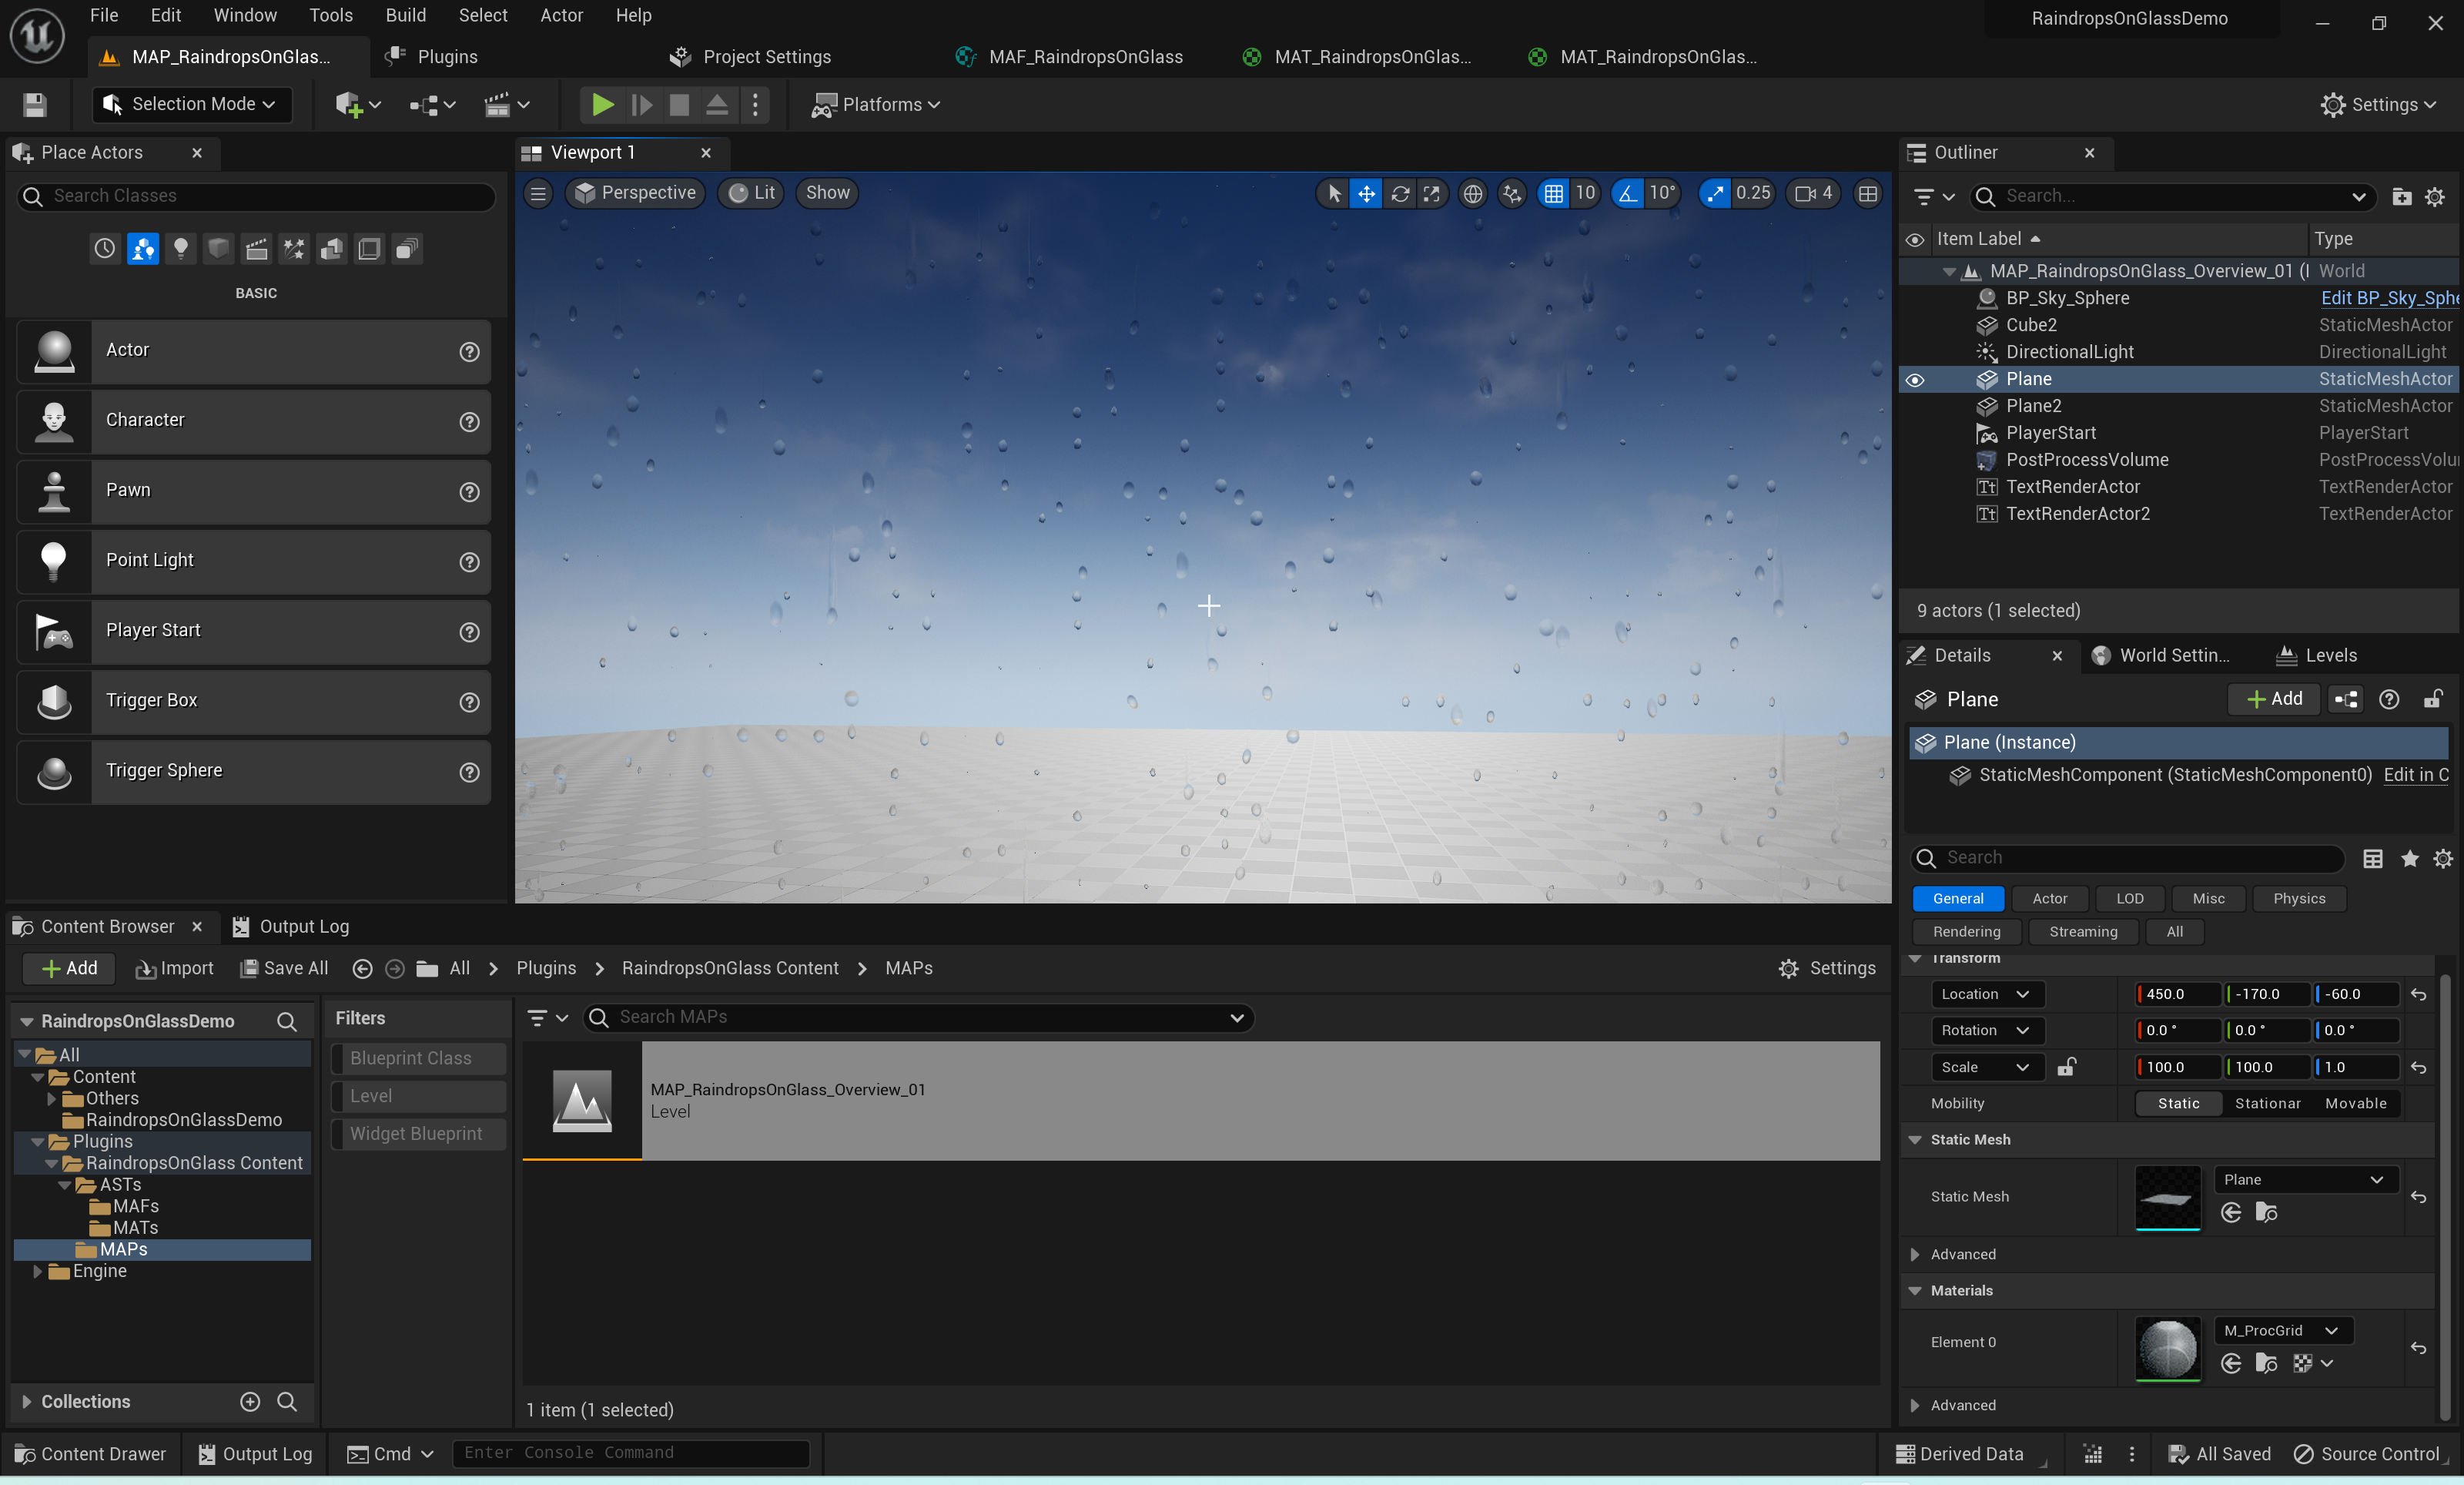 File Edit Window Tools Build Select Actor Help
RaindropsOnGlassDemo
MAP_RaindropsOnGlas...
Plugins
Project Settings
MAF_RaindropsOnGlass
MAT_RaindropsOnGlas...
MAT_RaindropsOnGlas...
Selection Mode
Platforms
Settings
Place Actors
Search Classes
BASIC
Actor
Character
Pawn
Point Light
Player Start
Trigger Box
Trigger Sphere
Viewport 1
Perspective Lit Show
10 10° 0.25 4
Outliner
Search...
Item Label Type
MAP_RaindropsOnGlass_Overview_01 ( World
BP_Sky_Sphere Edit BP_Sky_Sphe
Cube2 StaticMeshActor
DirectionalLight DirectionalLight
Plane StaticMeshActor
Plane2 StaticMeshActor
PlayerStart PlayerStart
PostProcessVolume PostProcessVolu
TextRenderActor TextRenderActor
TextRenderActor2 TextRenderActor
9 actors (1 selected)
Details
World Settin...
Levels
Plane
Add
Plane (Instance)
StaticMeshComponent (StaticMeshComponent0) Edit in C
Search
General Actor LOD Misc Physics
Rendering Streaming All
Transform
Location 450.0 -170.0 -60.0
Rotation 0.0 ° 0.0 ° 0.0 °
Scale 100.0 100.0 1.0
Mobility Static Stationar Movable
Static Mesh
Static Mesh Plane
Advanced
Materials
Element 0 M_ProcGrid
Advanced
Content Browser
Output Log
Add Import Save All All Plugins RaindropsOnGlass Content MAPs
Settings
RaindropsOnGlassDemo
All
Content
Others
RaindropsOnGlassDemo
Plugins
RaindropsOnGlass Content
ASTs
MAFs
MATs
MAPs
Engine
Collections
Filters
Blueprint Class
Level
Widget Blueprint
Search MAPs
MAP_RaindropsOnGlass_Overview_01
Level
1 item (1 selected)
Content Drawer Output Log Cmd Enter Console Command
Derived Data All Saved Source Control